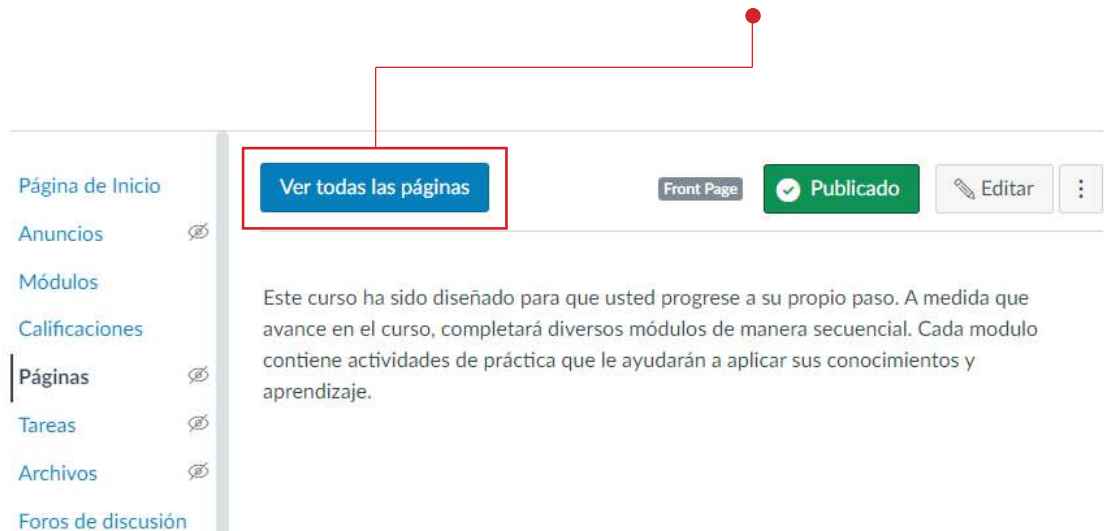 Página de Inicio
Anuncios
Módulos
Calificaciones
Páginas
Tareas
Archivos
Foros de discusión
Ver todas las páginas
Front Page
Publicado
Editar
Este curso ha sido diseñado para que usted progrese a su propio paso. A medida que
avance en el curso, completará diversos módulos de manera secuencial. Cada modulo
contiene actividades de práctica que le ayudarán a aplicar sus conocimientos y
aprendizaje.